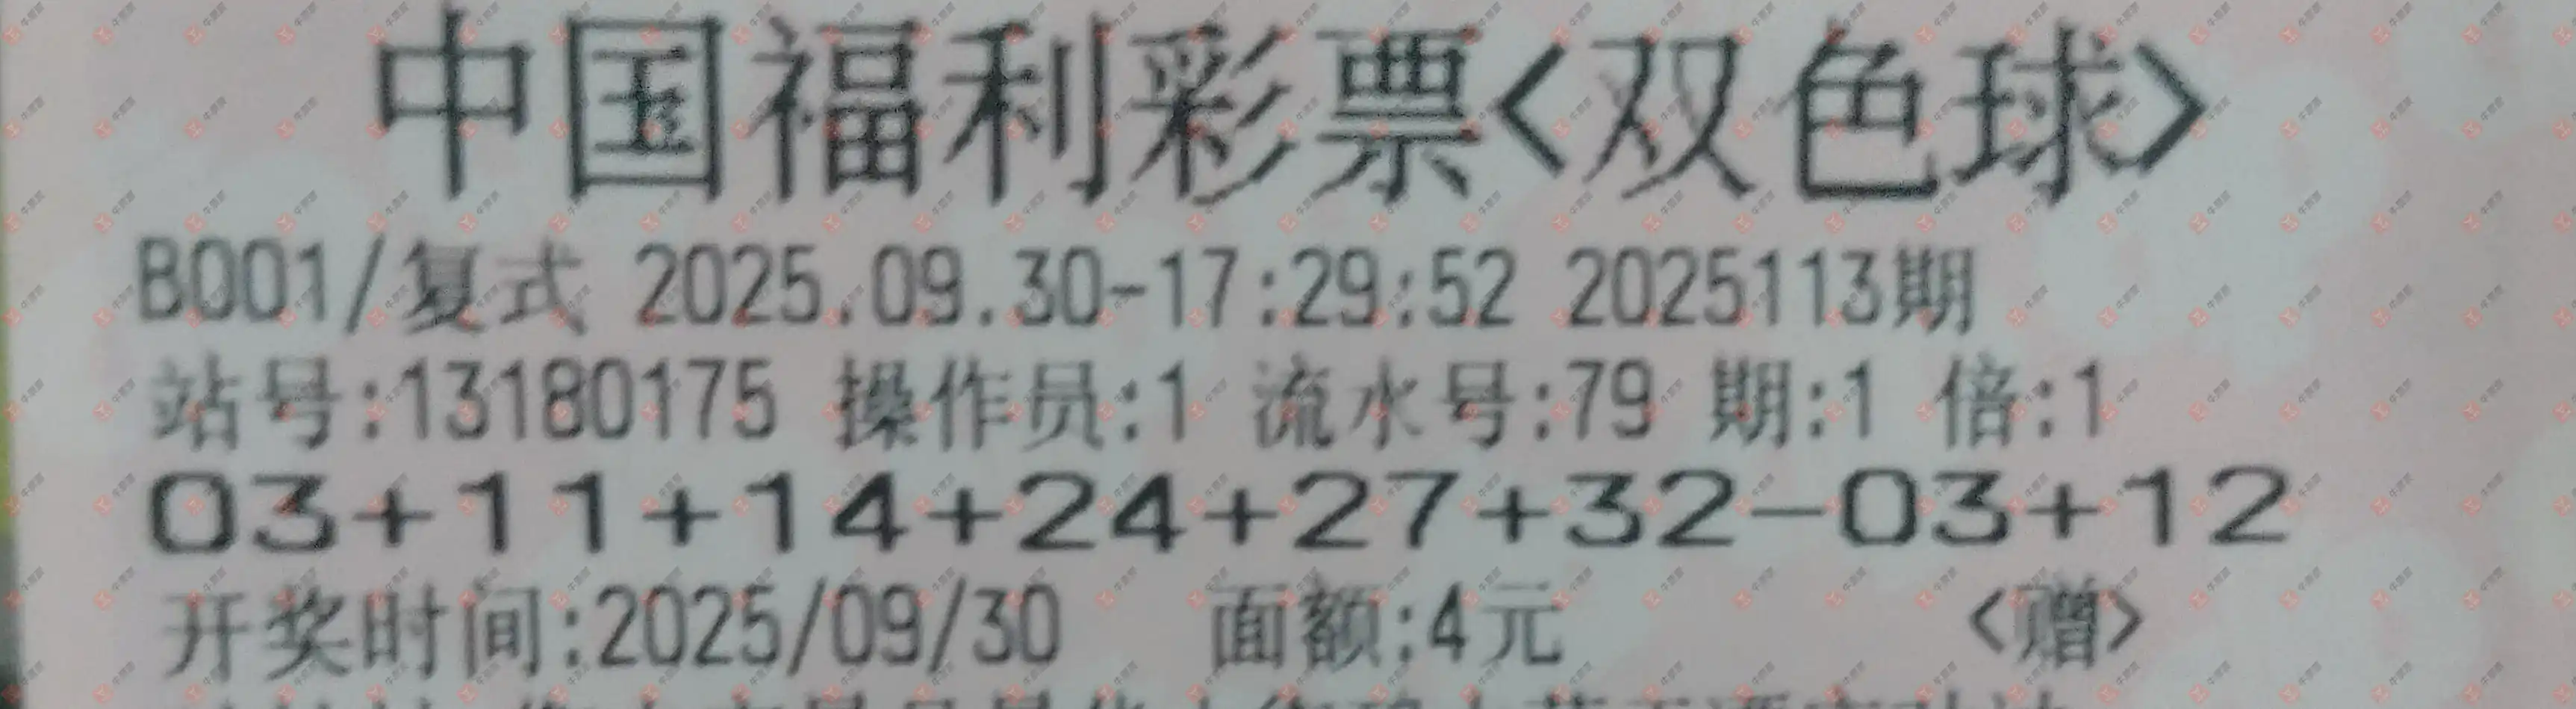 中国福利彩票<双色球>
B001/复式 2025.09.30-17:29:52 2025113期
站号:13180175 操作员:1 流水号:79 期:1 倍:1
03+11+14+24+27+32-03+12
开奖时间:2025/09/30 面额:4元 <赠>